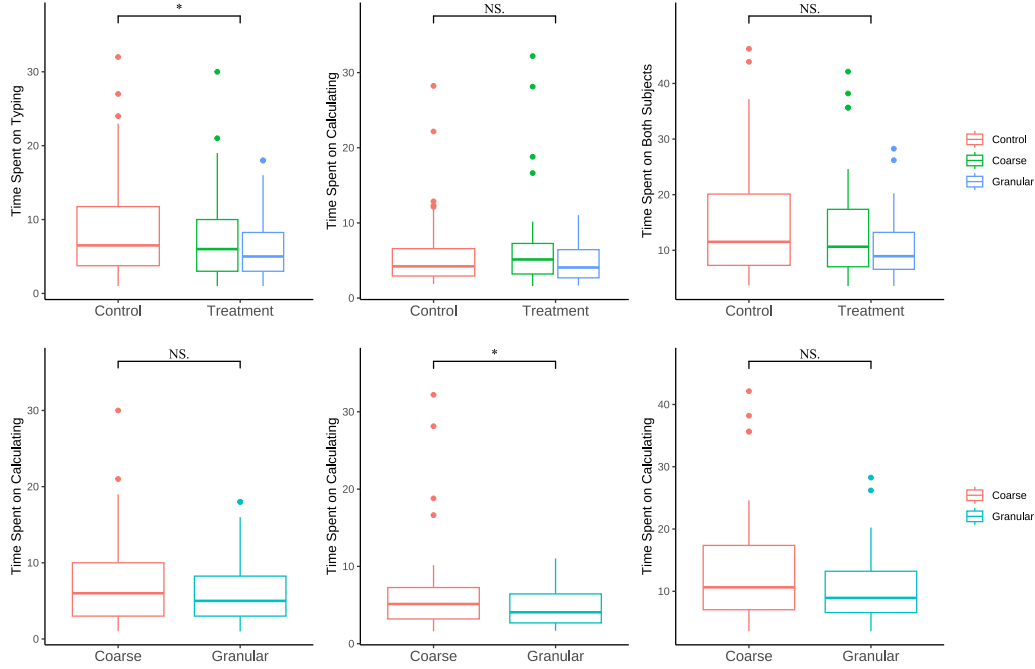 *
Time Spent on Typing
30
20
10
0
Control
Treatment
NS.
Time Spent on Calculating
30
20
10
0
Control
Treatment
NS.
Time Spent on Both Subjects
40
30
20
10
Control
Treatment
Control
Coarse
Granular
NS.
Time Spent on Calculating
30
20
10
0
Coarse
Granular
*
Time Spent on Calculating
30
20
10
0
Coarse
Granular
NS.
Time Spent on Calculating
40
30
20
10
Coarse
Granular
Coarse
Granular